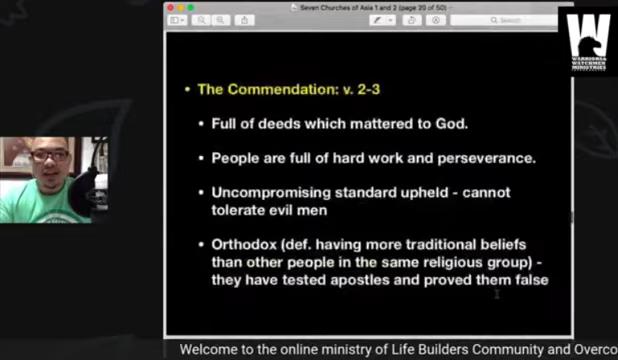 Seven Churches of Asia 1 and 2 (page 20 of 50)
Search
W
WARRIORS &
WATCHMEN
MINISTRIES
• The Commendation: v. 2-3
• Full of deeds which mattered to God.
• People are full of hard work and perseverance.
• Uncompromising standard upheld - cannot
tolerate evil men
• Orthodox (def. having more traditional beliefs
than other people in the same religious group) -
they have tested apostles and proved them false
Welcome to the online ministry of Life Builders Community and Overco